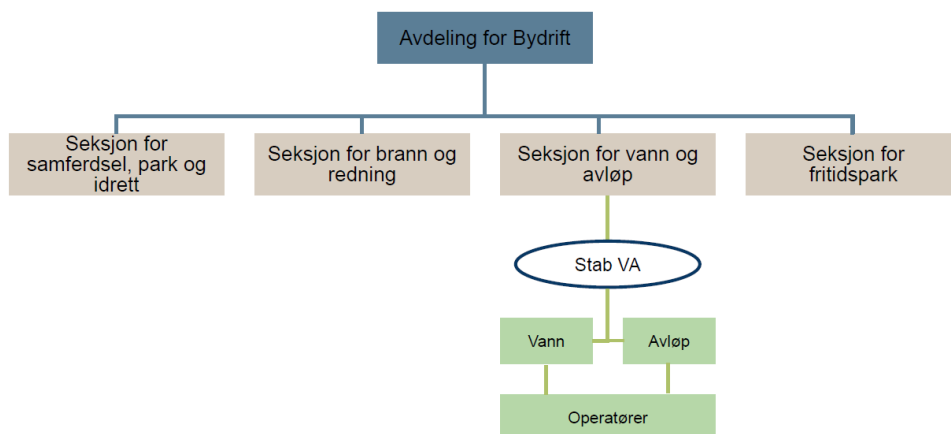 Avdeling for Bydrift
Seksjon for
samferdsel, park og
idrett
Seksjon for brann og
redning
Seksjon for vann og
avløp
Seksjon for
fritidspark
Stab VA
Vann
Avløp
Operatører